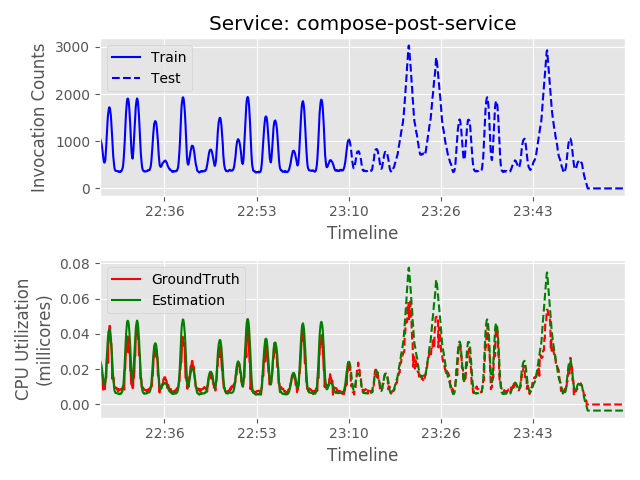 Service: compose-post-service
Invocation Counts
3000
2000
1000
0
Train
Test
22:36
22:53
23:10
23:26
23:43
Timeline
CPU Utilization
(millicores)
0.08
0.06
0.04
0.02
0.00
GroundTruth
Estimation
22:36
22:53
23:10
23:26
23:43
Timeline